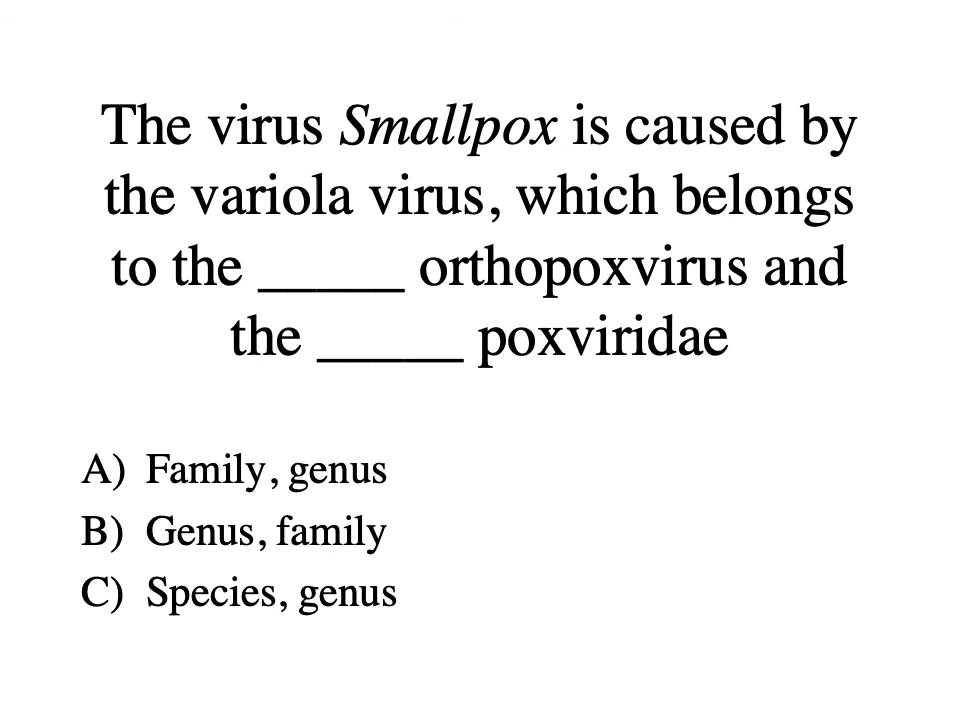 The virus Smallpox is caused by
the variola virus, which belongs
to the _____ orthopoxvirus and
the _____ poxviridae
A) Family, genus
B) Genus, family
C) Species, genus